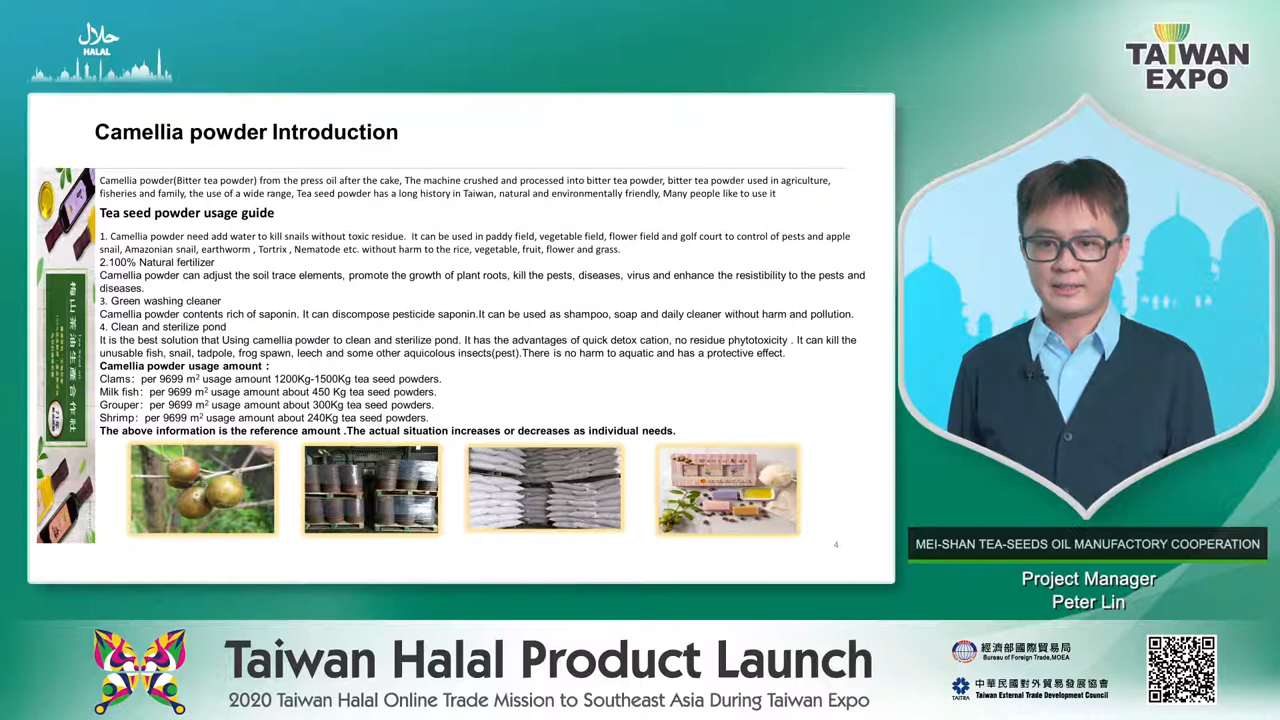 حلال
HALAL
TAIWAN
EXPO
Camellia powder Introduction
Camellia powder(Bitter tea powder) from the press oil after the cake, The machine crushed and processed into bitter tea powder, bitter tea powder used in agriculture,
fisheries and family, the use of a wide range, Tea seed powder has a long history in Taiwan, natural and environmentally friendly, Many people like to use it
Tea seed powder usage guide
1. Camellia powder need add water to kill snails without toxic residue. It can be used in paddy field, vegetable field, flower field and golf court to control of pests and apple
snail, Amazonian snail, earthworm , Tortrix , Nematode etc. without harm to the rice, vegetable, fruit, flower and grass.
2.100% Natural fertilizer
Camellia powder can adjust the soil trace elements, promote the growth of plant roots, kill the pests, diseases, virus and enhance the resistibility to the pests and
diseases.
3. Green washing cleaner
Camellia powder contents rich of saponin. It can discompose pesticide saponin.It can be used as shampoo, soap and daily cleaner without harm and pollution.
4. Clean and sterilize pond
It is the best solution that Using camellia powder to clean and sterilize pond. It has the advantages of quick detox cation, no residue phytotoxicity . It can kill the
unusable fish, snail, tadpole, frog spawn, leech and some other aquicolous insects(pest).There is no harm to aquatic and has a protective effect.
Camellia powder usage amount：
Clams：per 9699 m² usage amount 1200Kg-1500Kg tea seed powders.
Milk fish：per 9699 m² usage amount about 450 Kg tea seed powders.
Grouper：per 9699 m² usage amount about 300Kg tea seed powders.
Shrimp：per 9699 m² usage amount about 240Kg tea seed powders.
The above information is the reference amount .The actual situation increases or decreases as individual needs.
梅山茶油生產合作社
4
MEI-SHAN TEA-SEEDS OIL MANUFACTORY COOPERATION
Project Manager
Peter Lin
Taiwan Halal Product Launch
2020 Taiwan Halal Online Trade Mission to Southeast Asia During Taiwan Expo
經濟部國際貿易局
Bureau of Foreign Trade,MOEA
中華民國對外貿易發展協會
TAITRA
Taiwan External Trade Development Council